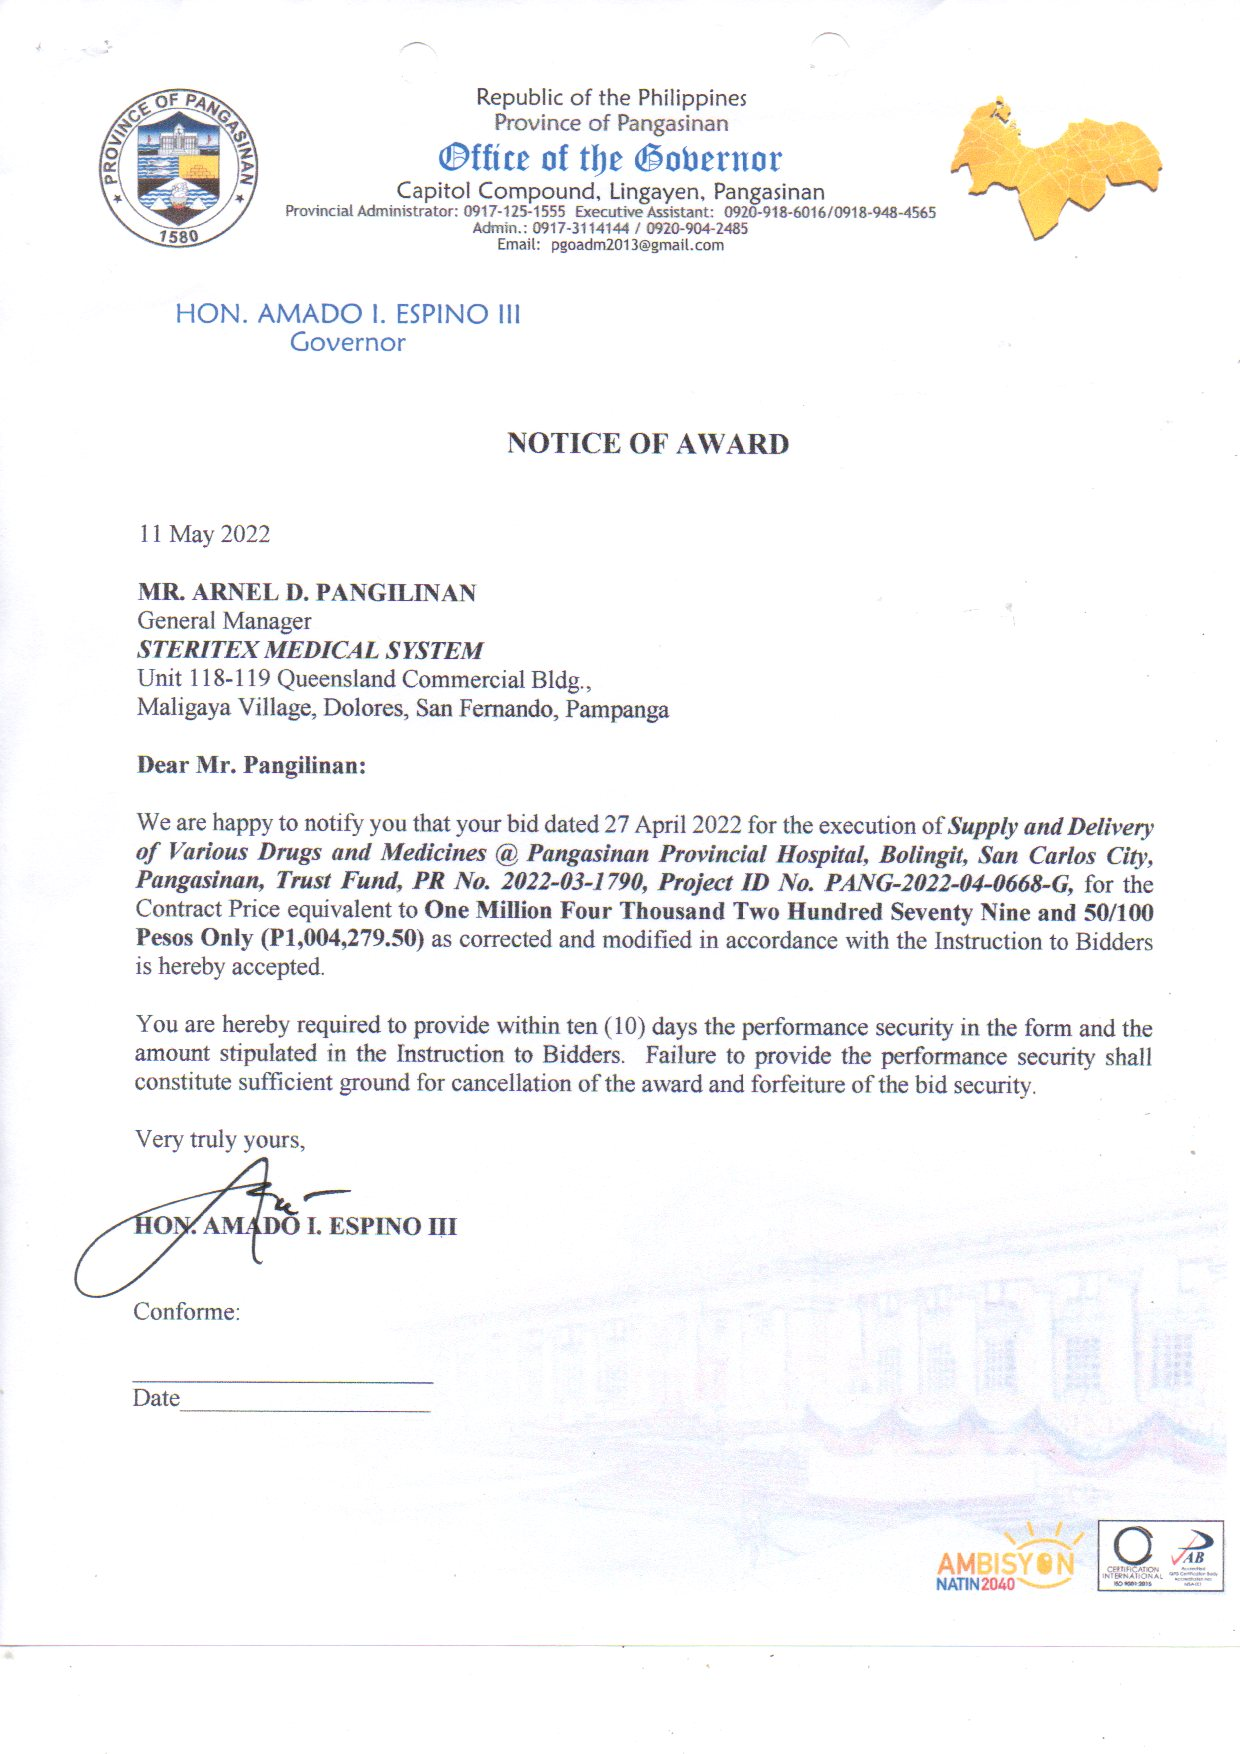 PROVINCE OF PANGASINAN
1580
Republic of the Philippines
Province of Pangasinan
Office of the Governor
Capitol Compound, Lingayen, Pangasinan
Provincial Administrator: 0917-125-1555 Executive Assistant: 0920-918-6016/0918-948-4565
Admin.: 0917-3114144 / 0920-904-2485
Email: pgoadm2013@gmail.com
HON. AMADO I. ESPINO III
Governor
NOTICE OF AWARD
11 May 2022
MR. ARNEL D. PANGILINAN
General Manager
STERITEX MEDICAL SYSTEM
Unit 118-119 Queensland Commercial Bldg.,
Maligaya Village, Dolores, San Fernando, Pampanga
Dear Mr. Pangilinan:
We are happy to notify you that your bid dated 27 April 2022 for the execution of Supply and Delivery
of Various Drugs and Medicines @ Pangasinan Provincial Hospital, Bolingit, San Carlos City,
Pangasinan, Trust Fund, PR No. 2022-03-1790, Project ID No. PANG-2022-04-0668-G, for the
Contract Price equivalent to One Million Four Thousand Two Hundred Seventy Nine and 50/100
Pesos Only (P1,004,279.50) as corrected and modified in accordance with the Instruction to Bidders
is hereby accepted.
You are hereby required to provide within ten (10) days the performance security in the form and the
amount stipulated in the Instruction to Bidders. Failure to provide the performance security shall
constitute sufficient ground for cancellation of the award and forfeiture of the bid security.
Very truly yours,
HON. AMADO I. ESPINO III
Conforme:
Date
AMBISYON
NATIN 2040
CERTIFICATION
INTERNATIONAL
ISO 9001:2015
AB